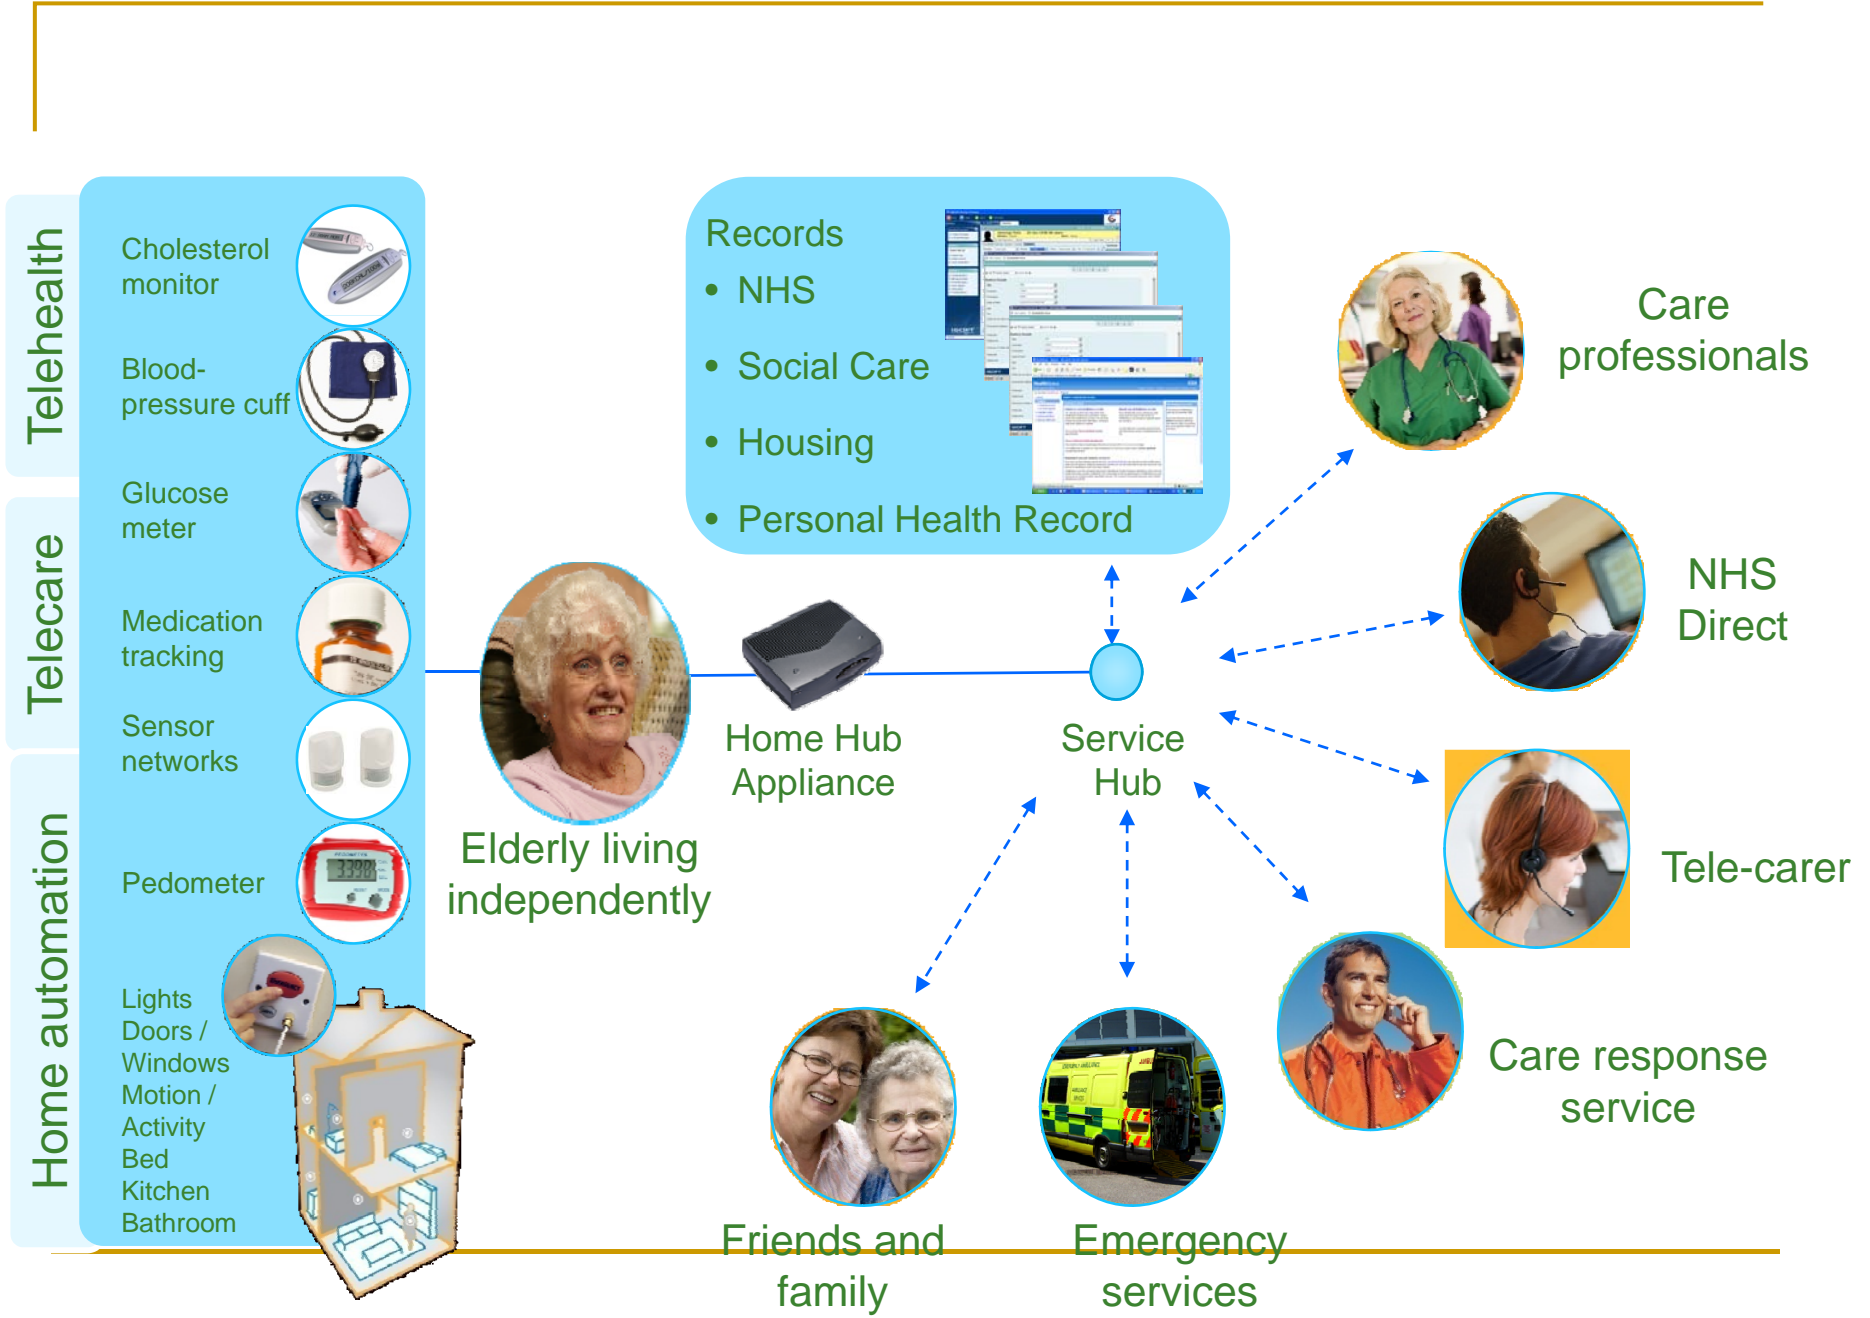 Telehealth
Telecare
Home automation
Cholesterol
monitor
Blood-
pressure cuff
Glucose
meter
Medication
tracking
Sensor
networks
Pedometer
Lights
Doors /
Windows
Motion /
Activity
Bed
Kitchen
Bathroom
Elderly living
independently
Home Hub
Appliance
Records
• NHS
• Social Care
• Housing
• Personal Health Record
Service
Hub
Care
professionals
NHS
Direct
Tele-carer
Care response
service
Emergency
services
Friends and
family